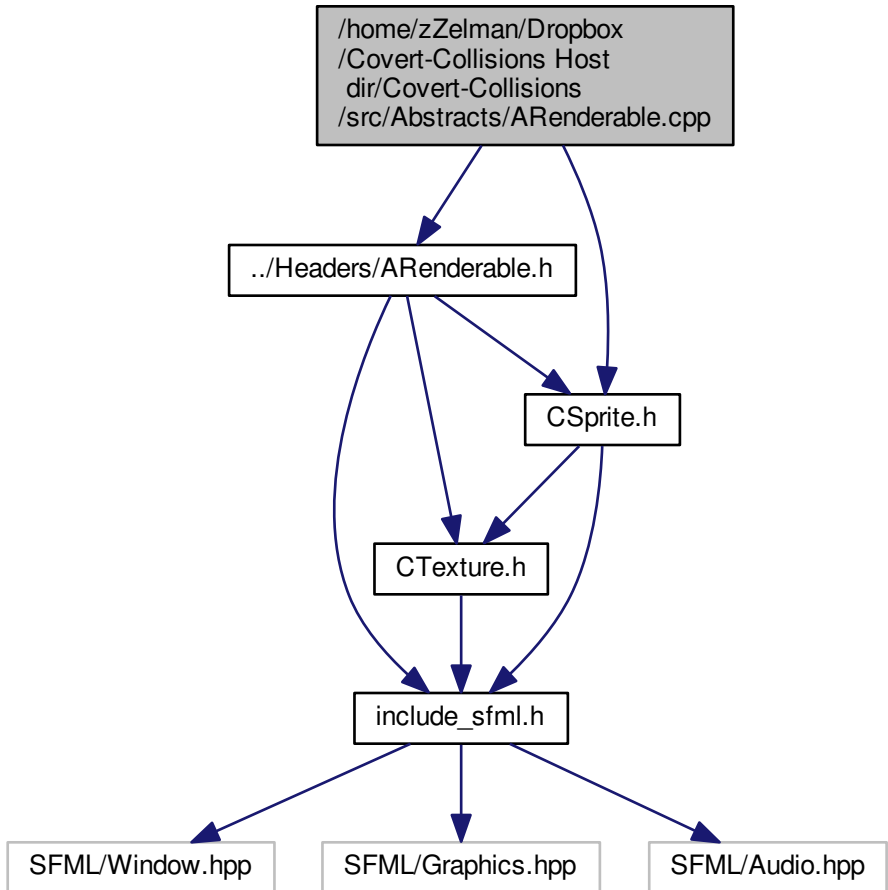 /home/zZelman/Dropbox
/Covert-Collisions Host
dir/Covert-Collisions
/src/Abstracts/ARenderable.cpp
../Headers/ARenderable.h
CSprite.h
CTexture.h
include_sfml.h
SFML/Window.hpp
SFML/Graphics.hpp
SFML/Audio.hpp